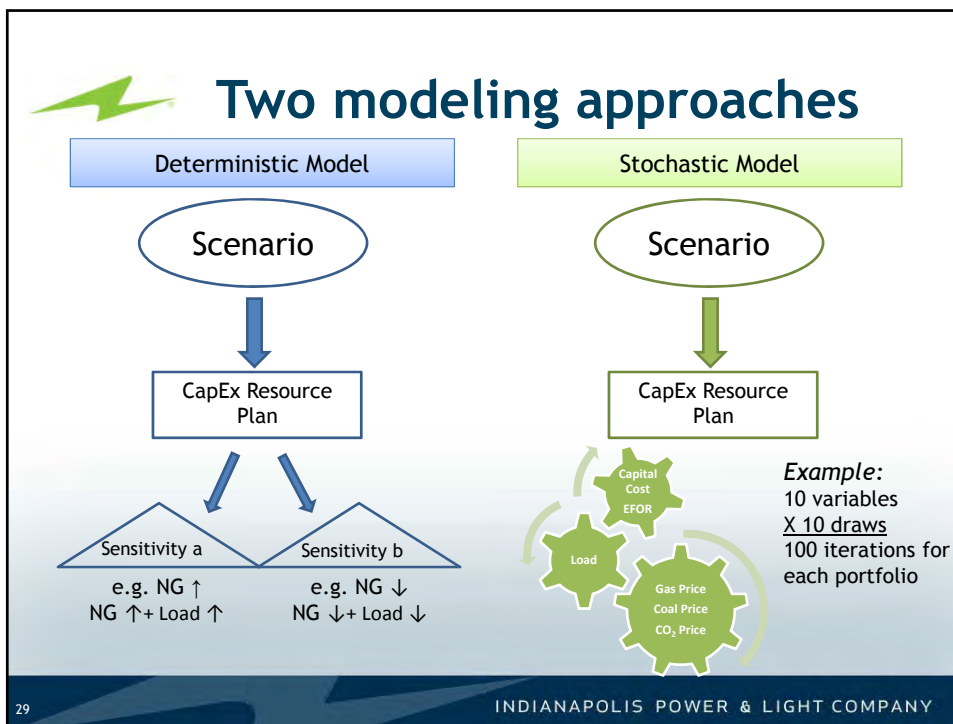 Two modeling approaches
Deterministic Model
Scenario
CapEx Resource
Plan
Sensitivity a
Sensitivity b
e.g. NG ↑
NG ↑+ Load ↑
e.g. NG ↓
NG ↓+ Load ↓
Stochastic Model
Scenario
CapEx Resource
Plan
Capital
Cost
EFOR
Load
Gas Price
Coal Price
CO₂ Price
Example:
10 variables
X 10 draws
100 iterations for
each portfolio
29
INDIANAPOLIS POWER & LIGHT COMPANY